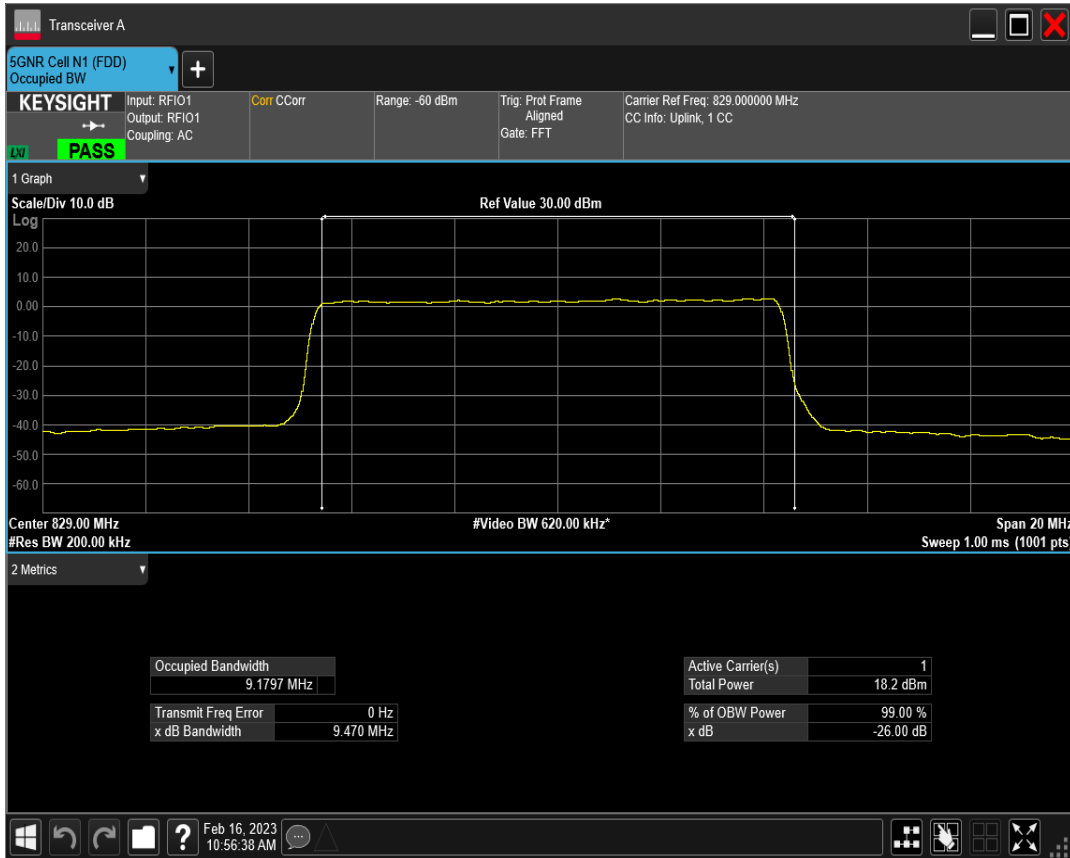 Transceiver A
5GNR Cell N1 (FDD)
Occupied BW
+
KEYSIGHT
LXI
PASS
Input: RFIO1
Output: RFIO1
Coupling: AC
Corr CCorr
Range: -60 dBm
Trig: Prot Frame
Aligned
Gate: FFT
Carrier Ref Freq: 829.000000 MHz
CC Info: Uplink, 1 CC
1 Graph
Scale/Div 10.0 dB
Ref Value 30.00 dBm
Log
20.0
10.0
0.00
-10.0
-20.0
-30.0
-40.0
-50.0
-60.0
Center 829.00 MHz
#Video BW 620.00 kHz*
Span 20 MHz
#Res BW 200.00 kHz
Sweep 1.00 ms (1001 pts)
2 Metrics
Occupied Bandwidth
9.1797 MHz
Transmit Freq Error 0 Hz
x dB Bandwidth 9.470 MHz
Active Carrier(s) 1
Total Power 18.2 dBm
% of OBW Power 99.00 %
x dB -26.00 dB
?
Feb 16, 2023
10:56:38 AM